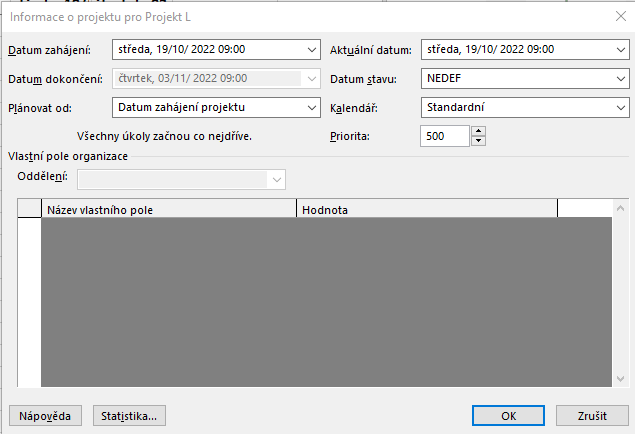 Informace o projektu pro Projekt L
Datum zahájení: středa, 19/10/ 2022 09:00 Aktuální datum: středa, 19/10/ 2022 09:00
Datum dokončení: čtvrtek, 03/11/ 2022 09:00 Datum stavu: NEDEF
Plánovat od: Datum zahájení projektu Kalendář: Standardní
Všechny úkoly začnou co nejdříve. Priorita: 500
Vlastní pole organizace
Oddělení:
Název vlastního pole Hodnota
Nápověda Statistika... OK Zrušit